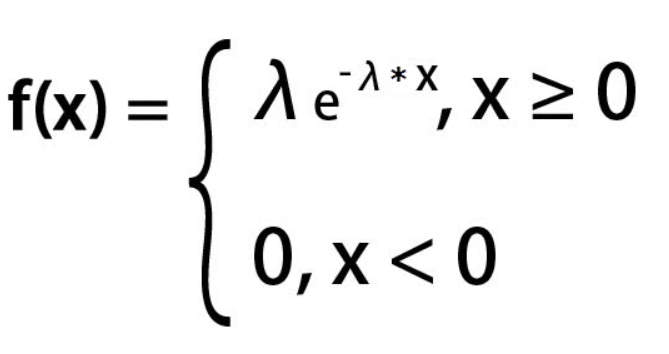 f(x) = { λ e^{-λ*x}, x ≥ 0
0, x < 0